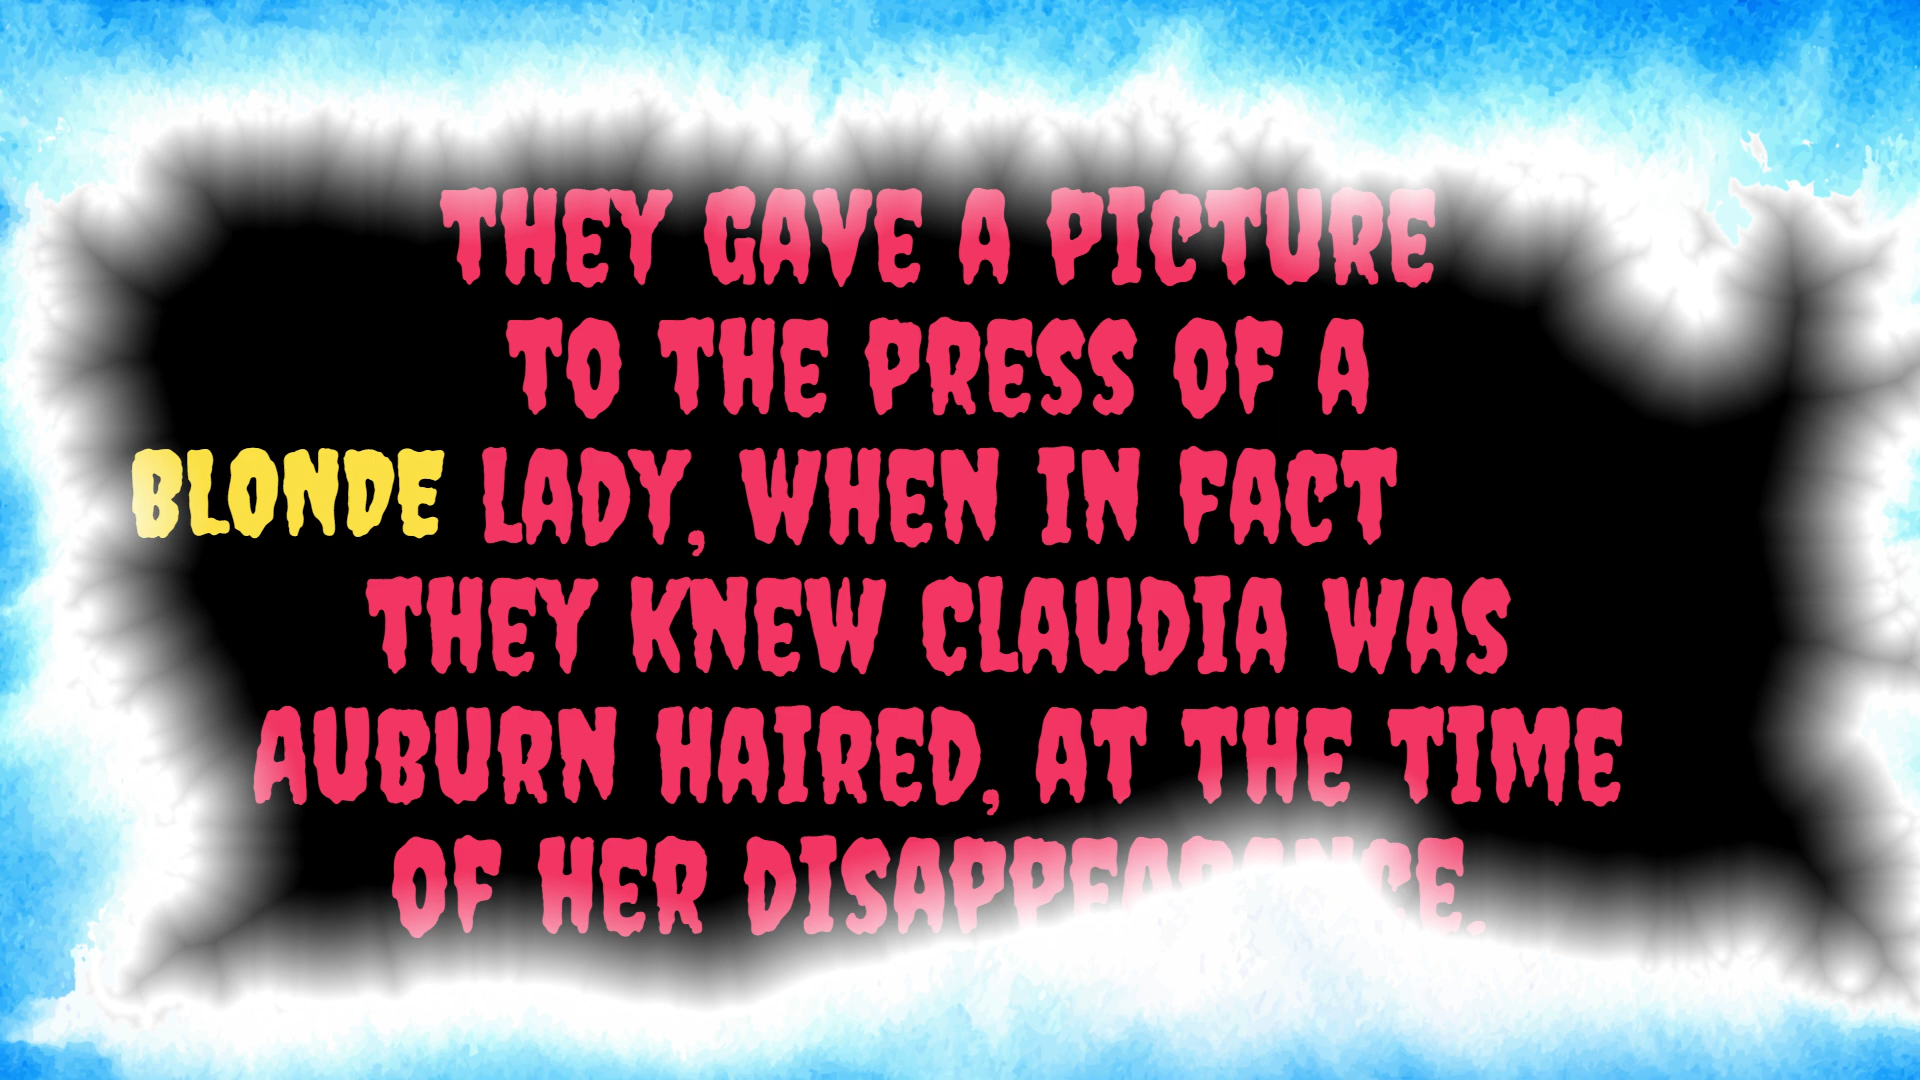 THEY GAVE A PICTURE
TO THE PRESS OF A
BLONDE LADY, WHEN IN FACT
THEY KNEW CLAUDIA WAS
AUBURN HAIRED, AT THE TIME
OF HER DISAPPEARANCE.